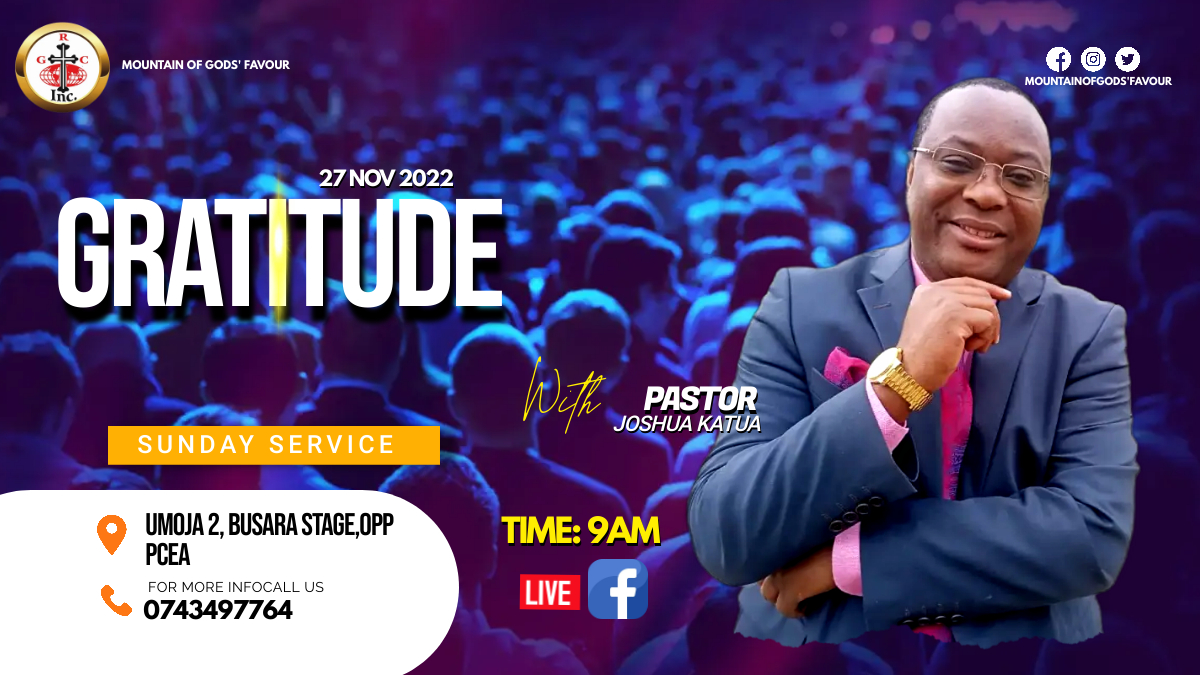 R
G C
Inc.
MOUNTAIN OF GODS' FAVOUR
MOUNTAINOFGODS'FAVOUR
27 NOV 2022
GRATITUDE
With
PASTOR
JOSHUA KATUA
SUNDAY SERVICE
UMOJA 2, BUSARA STAGE,OPP
PCEA
FOR MORE INFOCALL US
0743497764
TIME: 9AM
LIVE